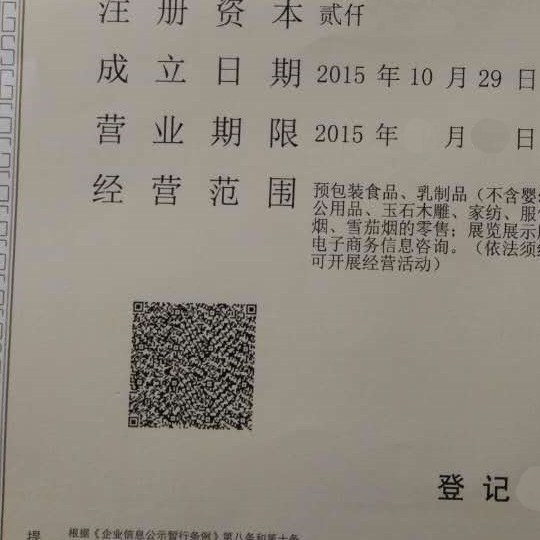 注册资本 贰仟
成立日期 2015 年 10 月 29 日
营业期限 2015 年 月 日
经营范围 预包装食品、乳制品（不含婴
公用品、玉石木雕、家纺、服
烟、雪茄烟的零售；展览展示
电子商务信息咨询。（依法须
可开展经营活动）
登记
提 根据《企业信息公示暂行条例》第八条和第十条